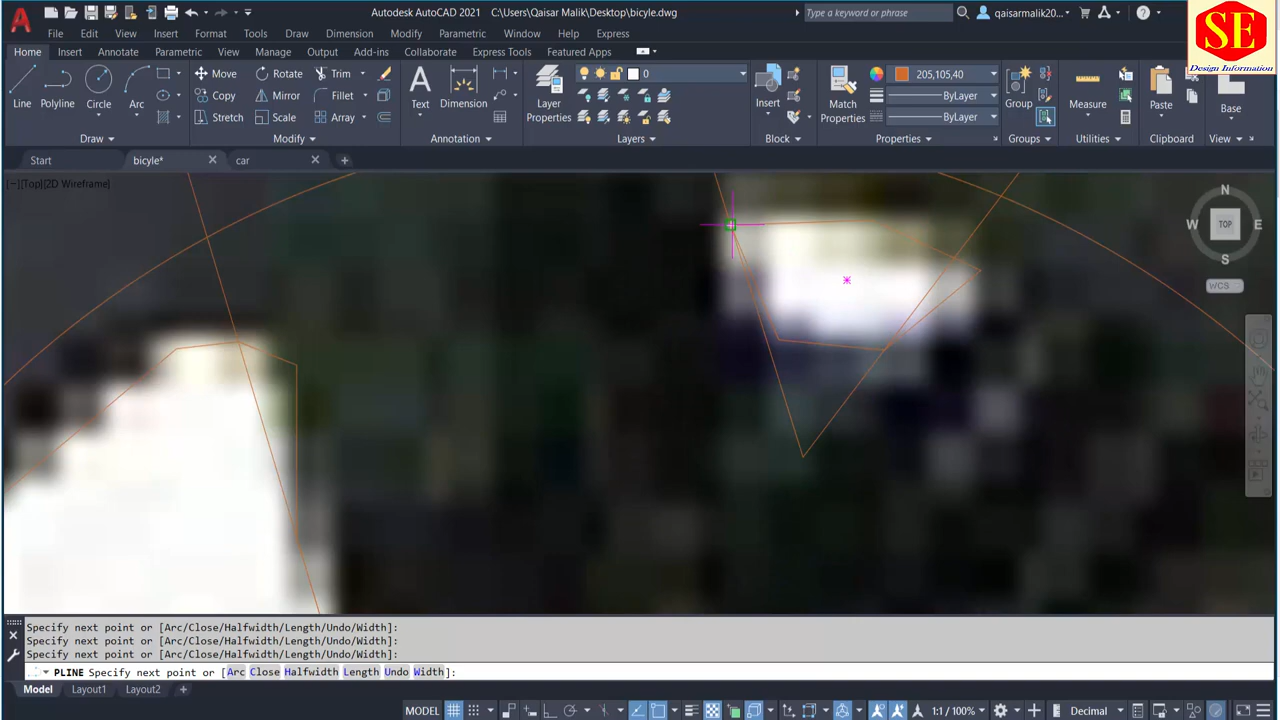 Autodesk AutoCAD 2021 C:\Users\Qaisar Malik\Desktop\bicyle.dwg
Type a keyword or phrase
qaisarmalik20...
SE
Design Information
File Edit View Insert Format Tools Draw Dimension Modify Parametric Window Help Express
Home Insert Annotate Parametric View Manage Output Add-ins Collaborate Express Tools Featured Apps
Line Polyline Circle Arc
Move Rotate Trim
Copy Mirror Fillet
Stretch Scale Array
Text Dimension
Layer Properties
0
Insert
Match Properties
205,105,40
ByLayer
ByLayer
Group
Measure
Paste
Base
Draw Modify Annotation Layers Block Properties Groups Utilities Clipboard View
Start bicyle* car
[−][Top][2D Wireframe]
N
W TOP E
S
WCS
Specify next point or [Arc/Close/Halfwidth/Length/Undo/Width]:
Specify next point or [Arc/Close/Halfwidth/Length/Undo/Width]:
Specify next point or [Arc/Close/Halfwidth/Length/Undo/Width]:
PLINE Specify next point or [Arc Close Halfwidth Length Undo Width]:
Model Layout1 Layout2
MODEL 1:1 / 100% Decimal